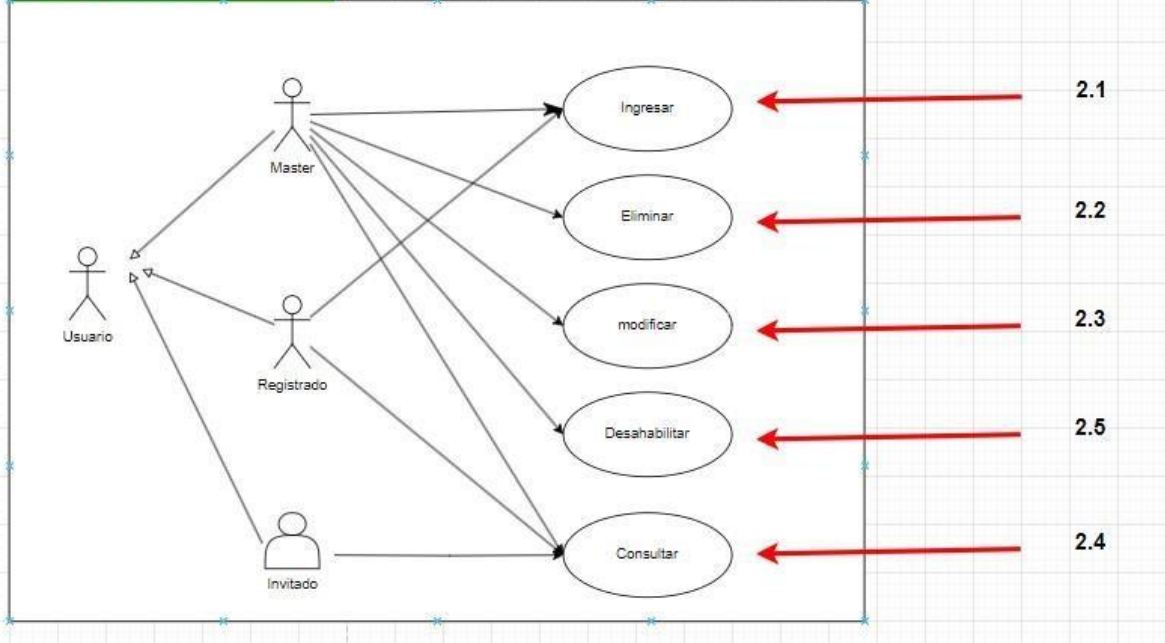 Ingresar
2.1
Master
Eliminar
2.2
Usuario
modificar
2.3
Registrado
Desahabilitar
2.5
Consultar
2.4
Invitado